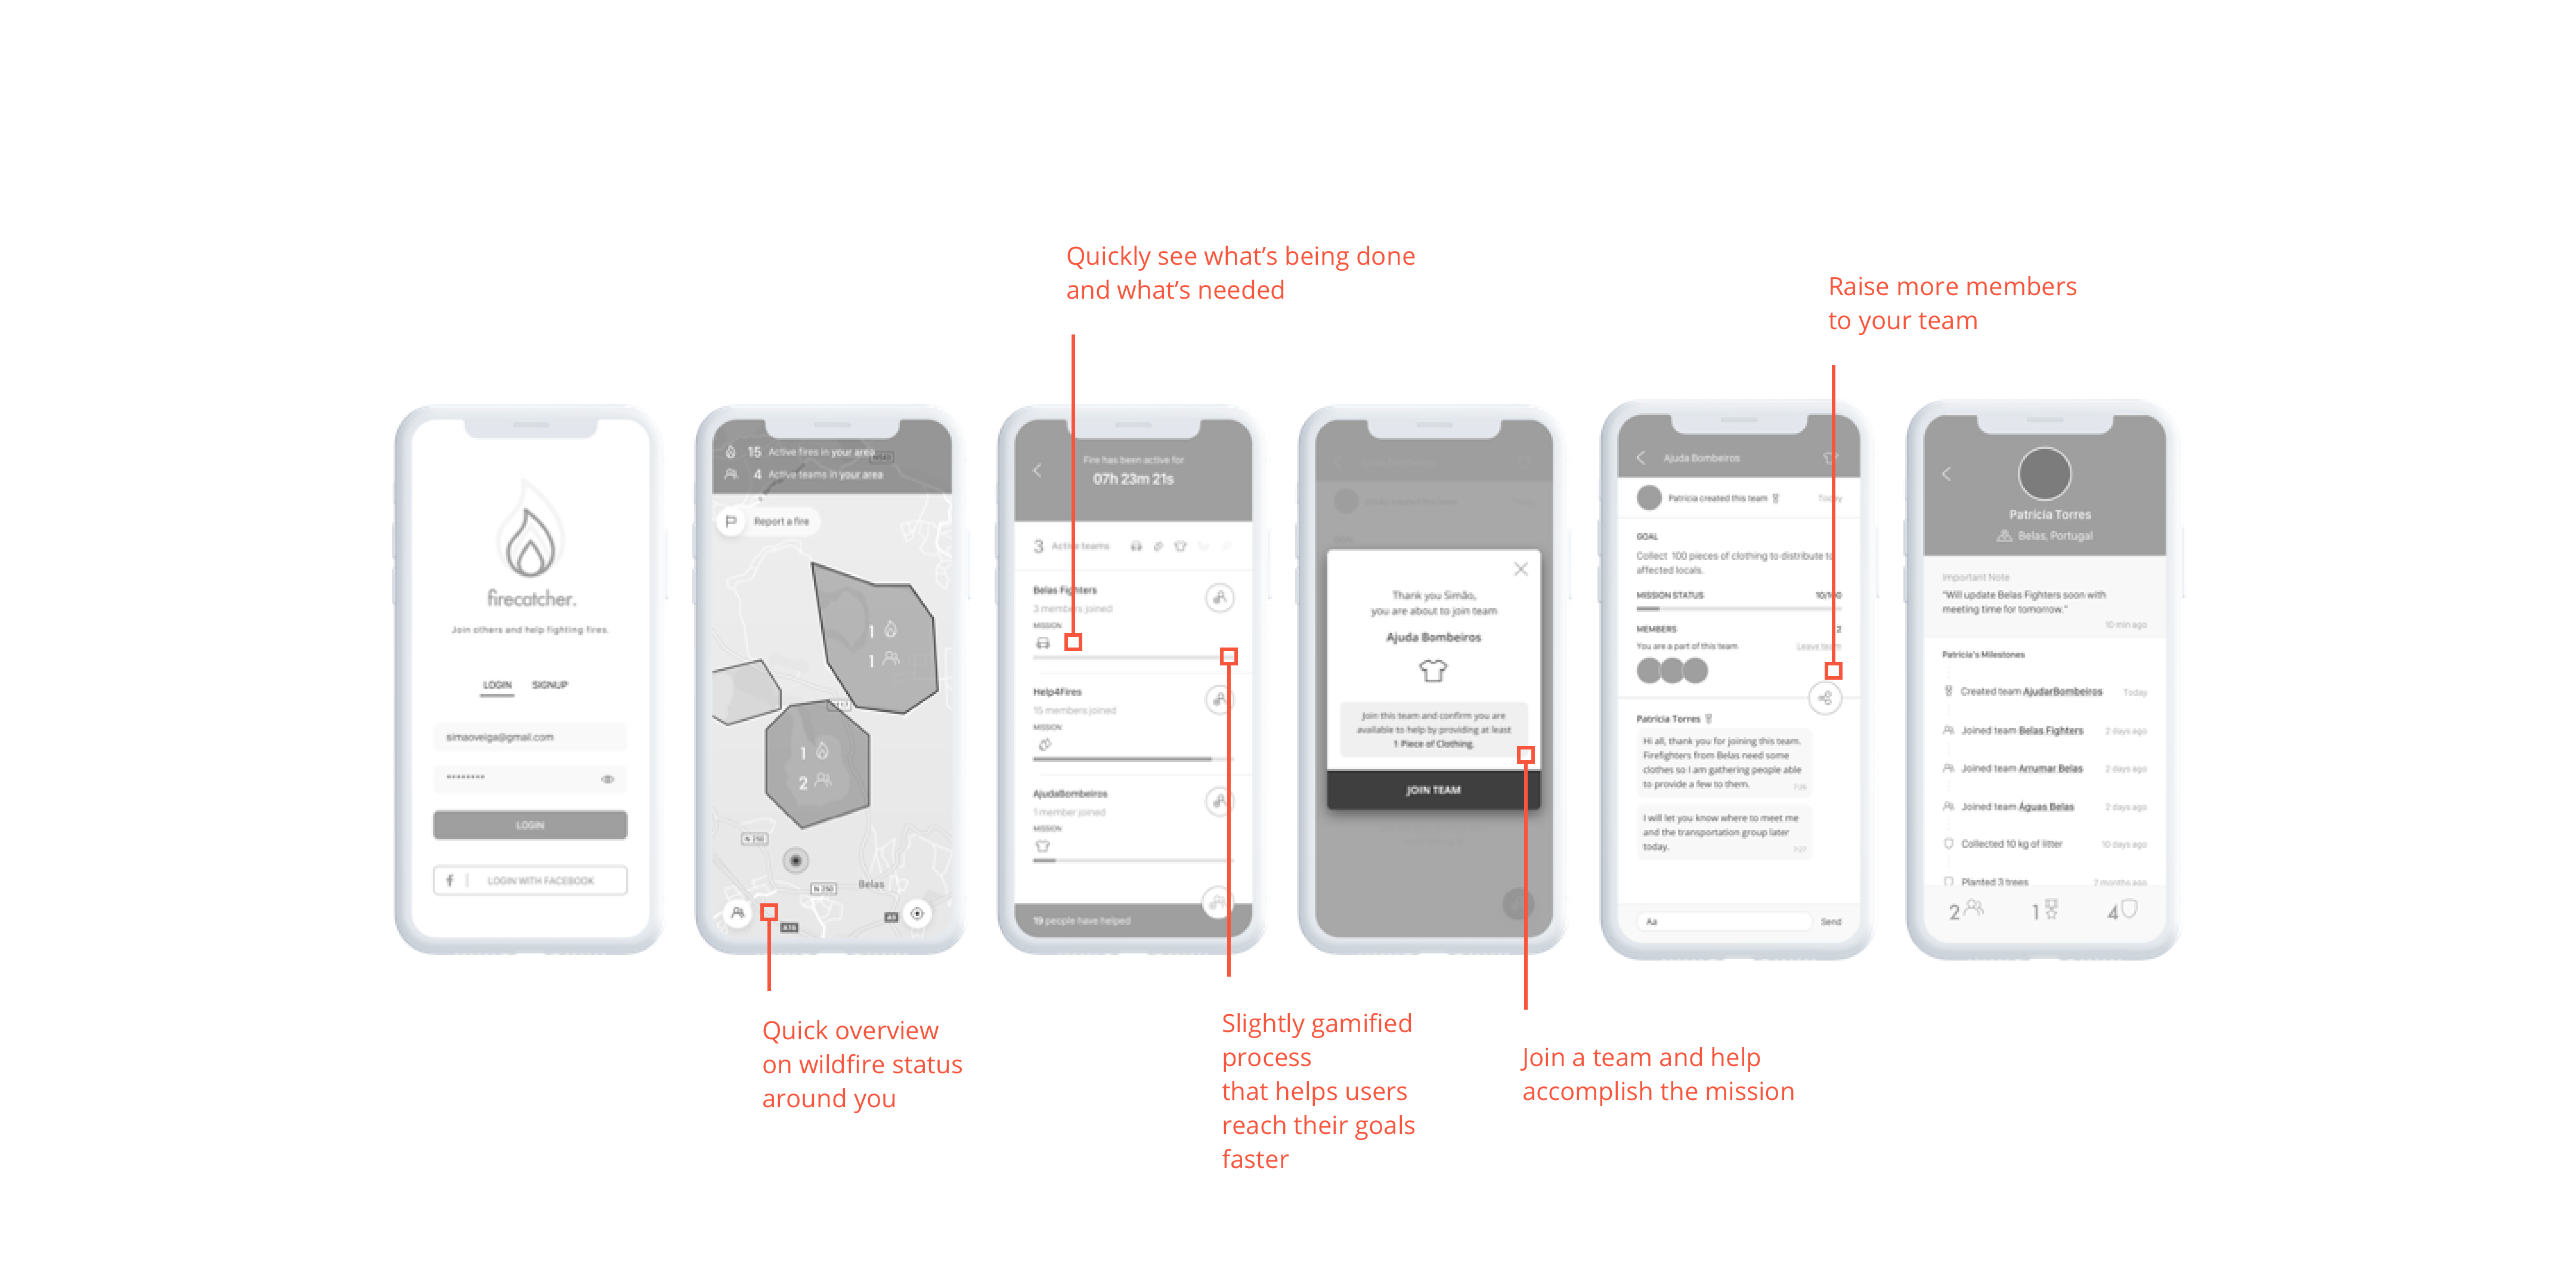 Quickly see what's being done
and what's needed
Raise more members
to your team
firecatcher.
Join others and help fighting fires.
LOGIN SIGNUP
simaoveiga@gmail.com
********
LOGIN
f | LOGIN WITH FACEBOOK
15 Active fires in your area
4 Active teams in your area
Report a fire
1
1
1
2
N 117
N 250
N 250
Belas
A9
A16
Fire has been active for
07h 23m 21s
3 Active teams
Belas Fighters
3 members joined
MISSION
Help4Fires
15 members joined
MISSION
AjudaBombeiros
1 member joined
MISSION
19 people have helped
Thank you Simão,
you are about to join team
Ajuda Bombeiros
Join this team and confirm you are
available to help by providing at least
1 Piece of Clothing.
JOIN TEAM
Ajuda Bombeiros
Patrícia created this team Today
GOAL
Collect 100 pieces of clothing to distribute to
affected locals.
MISSION STATUS 10/100
MEMBERS 2
You are a part of this team Leave team
Patrícia Torres
Hi all, thank you for joining this team.
Firefighters from Belas need some
clothes so I am gathering people able
to provide a few to them.
7:26
I will let you know where to meet me
and the transportation group later
today.
7:27
Aa Send
Patrícia Torres
Belas, Portugal
Important Note
"Will update Belas Fighters soon with
meeting time for tomorrow."
10 min ago
Patrícia's Milestones
Created team AjudarBombeiros Today
Joined team Belas Fighters 2 days ago
Joined team Arrumar Belas 2 days ago
Joined team Águas Belas 2 days ago
Collected 10 kg of litter 10 days ago
Planted 3 trees 2 months ago
2 1 4
Quick overview
on wildfire status
around you
Slightly gamified
process
that helps users
reach their goals
faster
Join a team and help
accomplish the mission